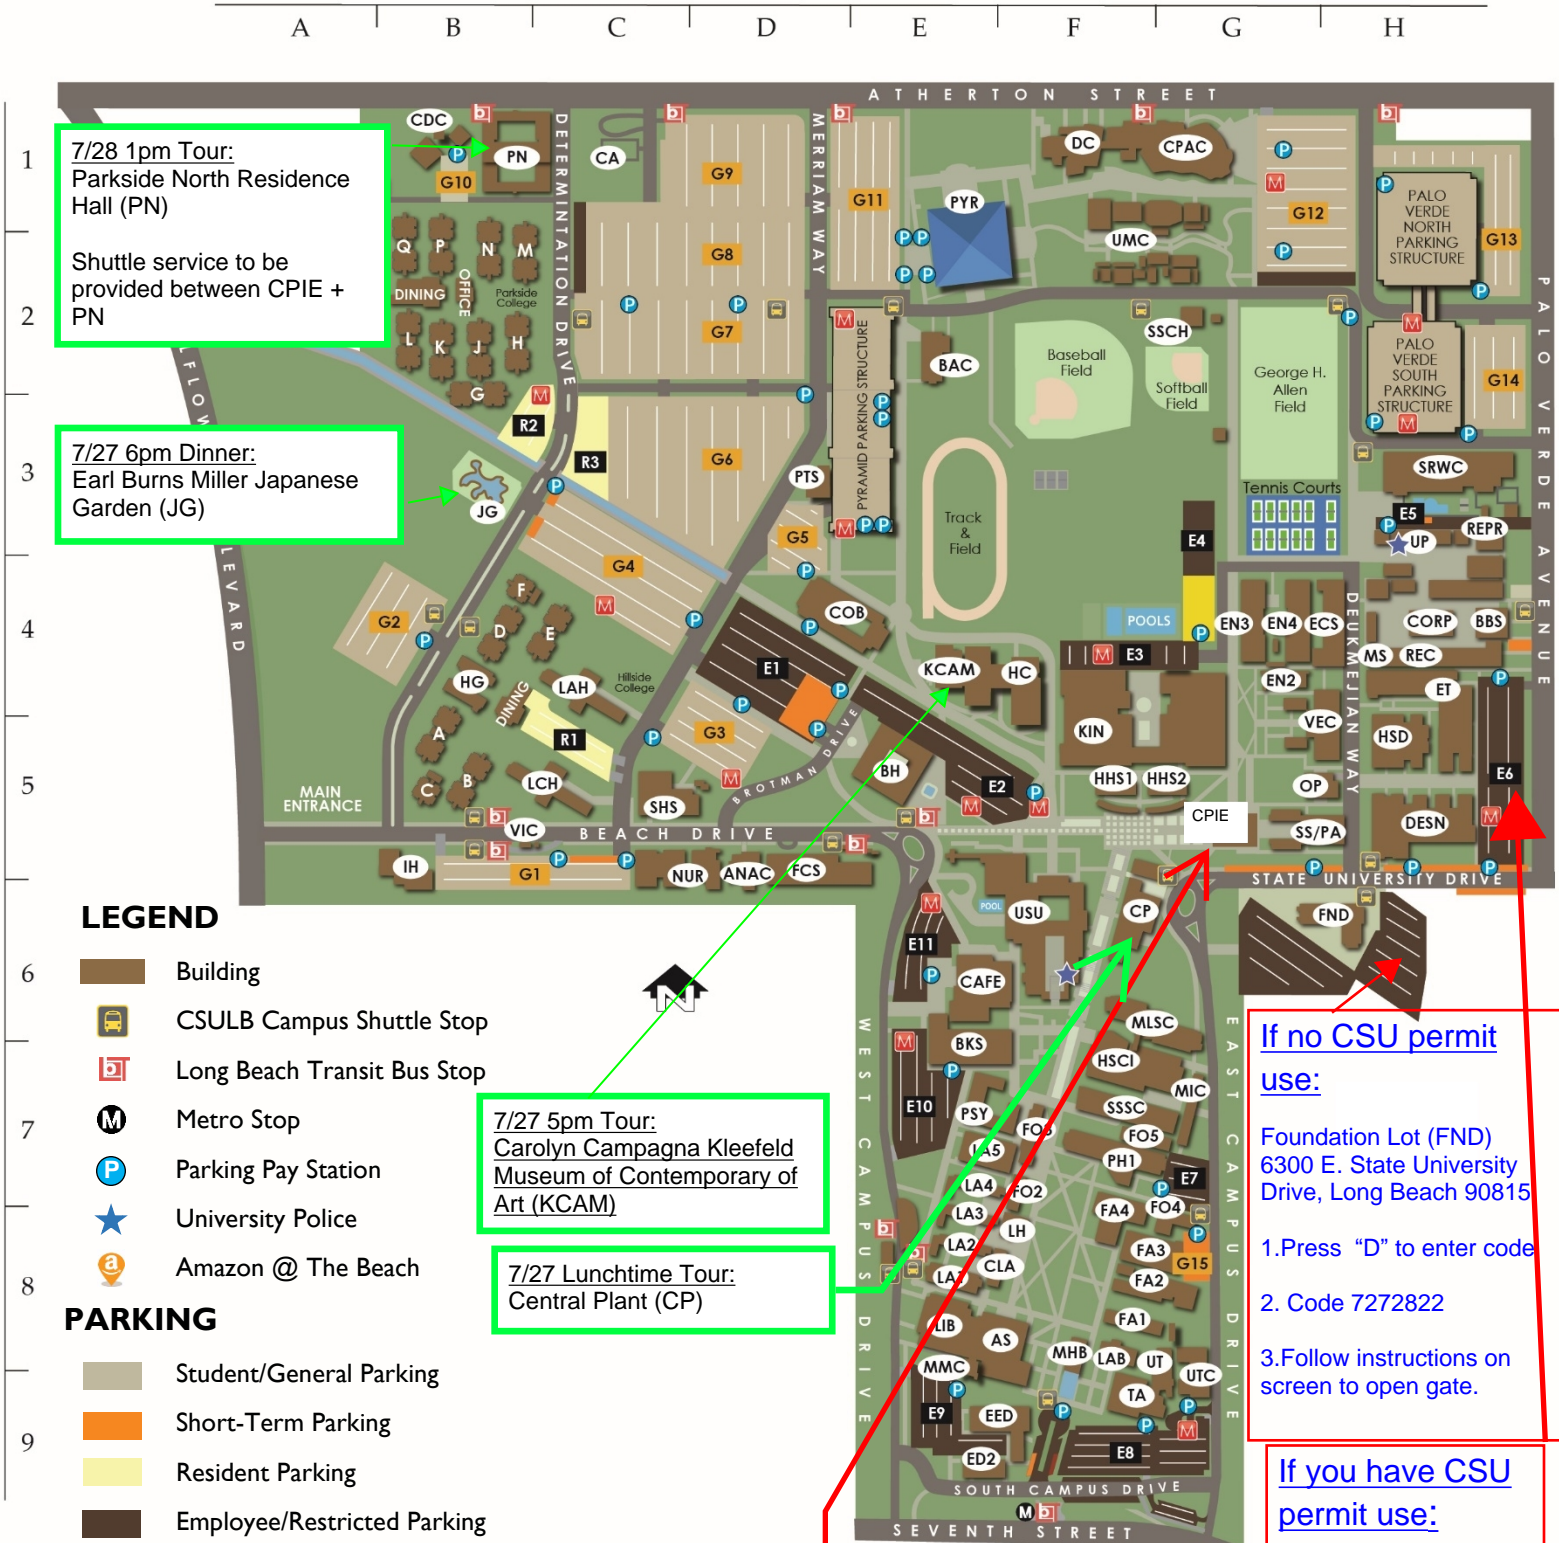 A B C D E F G H
ATHERTON STREET
1
2
3
4
5
6
7
8
9
7/28 1pm Tour:
Parkside North Residence
Hall (PN)
Shuttle service to be
provided between CPIE +
PN
CDC
PN
G10
DETERMINTATION DRIVE
CA
G9
MERRIAM WAY
G11
PYR
DC
CPAC
UMC
G12
PALO
VERDE
NORTH
PARKING
STRUCTURE
G13
Q
P
N
M
DINING
OFFICE
Parkside
College
L
K
J
H
G
G8
G7
PYRAMID PARKING STRUCTURE
BAC
Baseball
Field
SSCH
Softball
Field
George H.
Allen
Field
PALO
VERDE
SOUTH
PARKING
STRUCTURE
G14
PALO VERDE AVENUE
FLOW
LEVARD
R2
R3
7/27 6pm Dinner:
Earl Burns Miller Japanese
Garden (JG)
JG
G6
PTS
G5
G4
Track
&
Field
Tennis Courts
SRWC
E5
UP
REPR
E4
G2
F
D
E
COB
POOLS
EN3
EN4
ECS
DEUKMEJIAN WAY
CORP
BBS
MS
REC
ET
HG
DINING
LAH
Hillside
College
E1
KCAM
HC
E3
EN2
A
R1
G3
KIN
VEC
HSD
C
B
LCH
SHS
BROTMAN DRIVE
BH
E2
HHS1
HHS2
OP
E6
MAIN
ENTRANCE
VIC
BEACH DRIVE
CPIE
SS/PA
DESN
IH
G1
NUR
ANAC
FCS
STATE UNIVERSITY DRIVE
LEGEND
Building
CSULB Campus Shuttle Stop
Long Beach Transit Bus Stop
M Metro Stop
P Parking Pay Station
University Police
Amazon @ The Beach
PARKING
Student/General Parking
Short-Term Parking
Resident Parking
Employee/Restricted Parking
N
POOL
USU
CP
FND
E11
CAFE
MLSC
WEST CAMPUS DRIVE
EAST CAMPUS DRIVE
BKS
HSCI
MIC
E10
PSY
SSSC
FO3
FO5
LA5
PH1
E7
LA4
FO2
FA4
FO4
LA3
LH
LA2
FA3
G15
CLA
FA2
LA1
LIB
AS
FA1
MMC
MHB
LAB
UT
UTC
E9
EED
TA
ED2
E8
SOUTH CAMPUS DRIVE
SEVENTH STREET
7/27 5pm Tour:
Carolyn Campagna Kleefeld
Museum of Contemporary of
Art (KCAM)
7/27 Lunchtime Tour:
Central Plant (CP)
If no CSU permit
use:
Foundation Lot (FND)
6300 E. State University
Drive, Long Beach 90815
1.Press “D” to enter code
2. Code 7272822
3.Follow instructions on
screen to open gate.
If you have CSU
permit use: